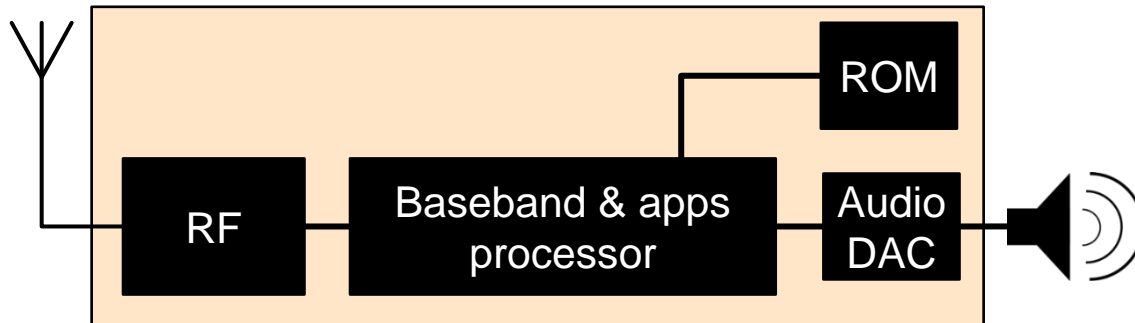 ROM
RF
Baseband & apps
processor
Audio
DAC